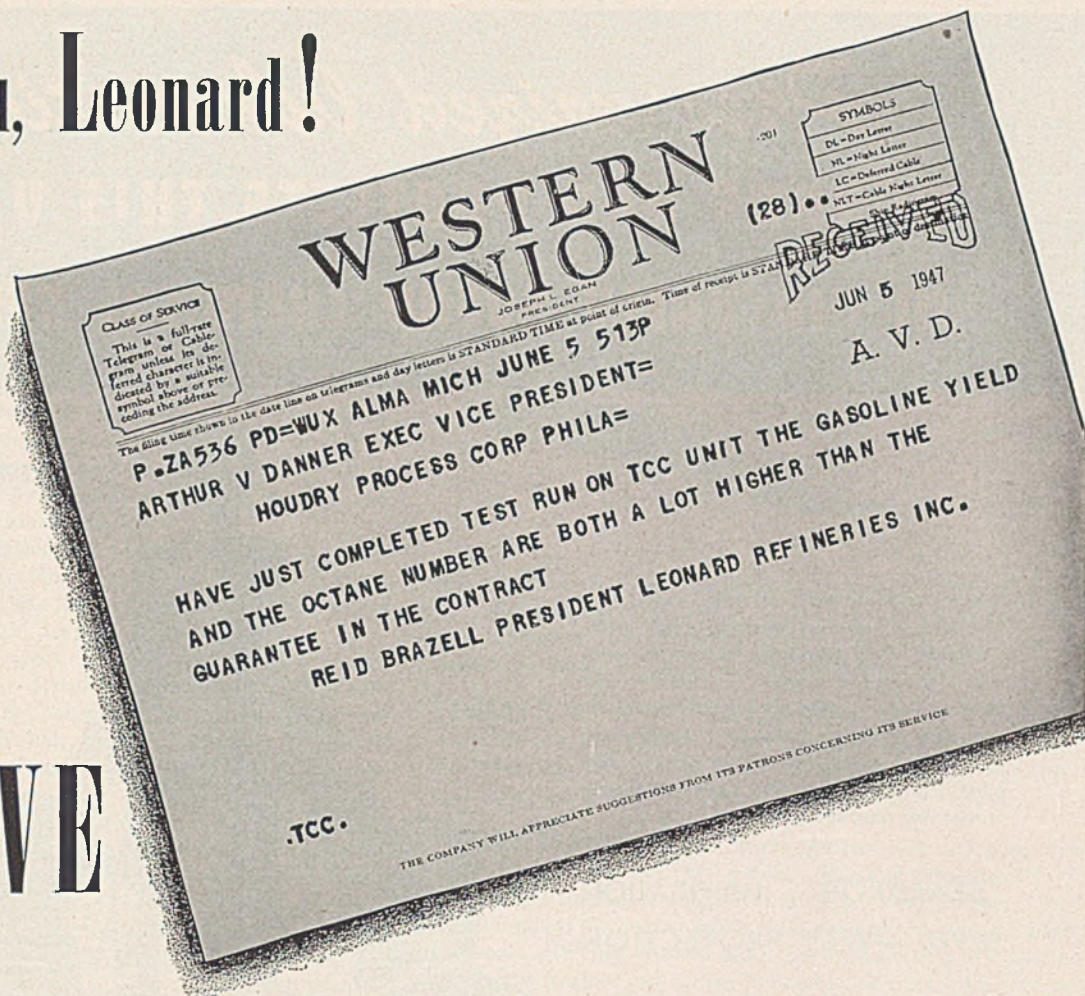 , Leonard!
WESTERN
UNION
JOSEPH L. EGAN
PRESIDENT
.201
(28)..
SYMBOLS
DL=Day Letter
NL=Night Letter
LC=Deferred Cable
NLT=Cable Night Letter
RECEIVED
JUN 5 1947
A. V. D.
CLASS OF SERVICE
This is a full-rate
Telegram or Cable-
gram unless its de-
ferred character is in-
dicated by a suitable
symbol above or pre-
ceding the address.
The filing time shown in the date line on telegrams and day letters is STANDARD TIME at point of origin. Time of receipt is
P.ZA536 PD=WUX ALMA MICH JUNE 5 513P
ARTHUR V DANNER EXEC VICE PRESIDENT=
HOUDRY PROCESS CORP PHILA=
HAVE JUST COMPLETED TEST RUN ON TCC UNIT THE GASOLINE YIELD
AND THE OCTANE NUMBER ARE BOTH A LOT HIGHER THAN THE
GUARANTEE IN THE CONTRACT
REID BRAZELL PRESIDENT LEONARD REFINERIES INC.
.TCC.
THE COMPANY WILL APPRECIATE SUGGESTIONS FROM ITS PATRONS CONCERNING ITS SERVICE
VE